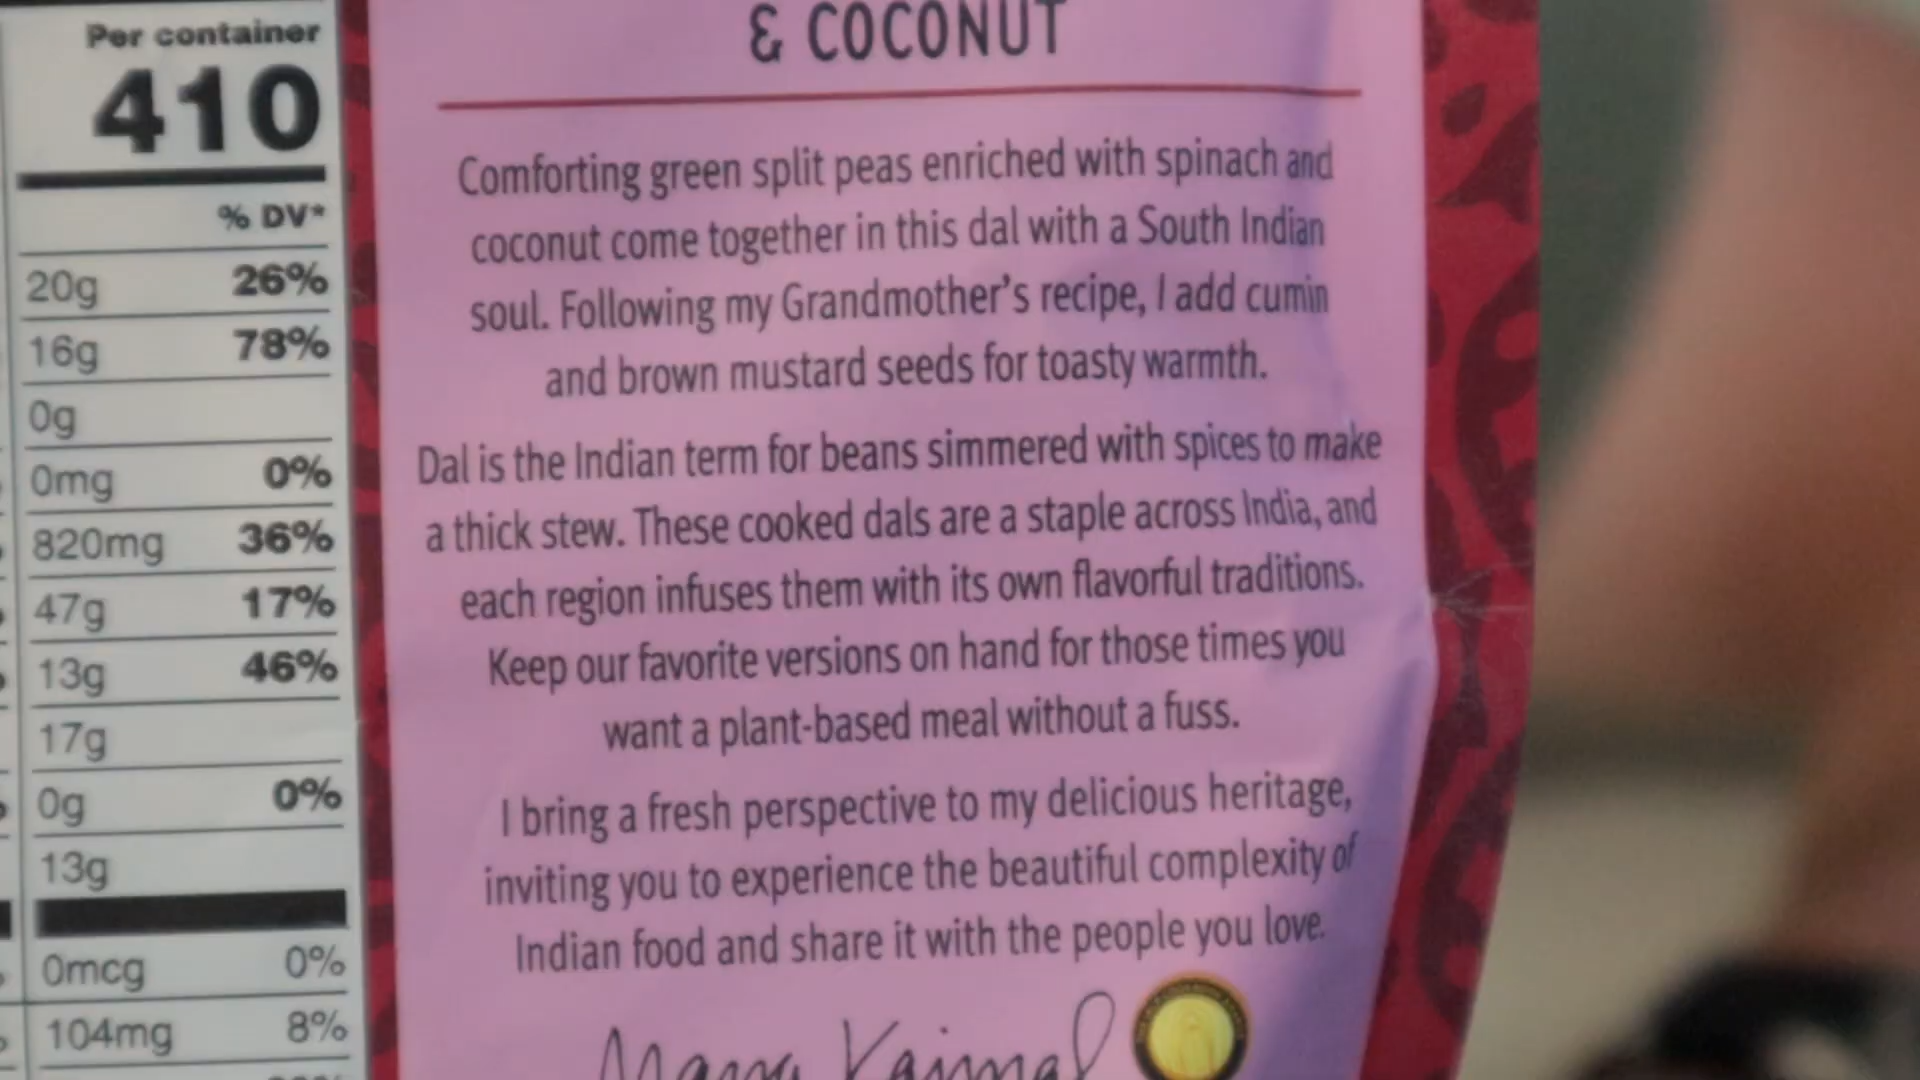 Per container
410
% DV*
20g 26%
16g 78%
0g
0mg 0%
820mg 36%
47g 17%
13g 46%
17g
0g 0%
13g
0mcg 0%
104mg 8%
& COCONUT
Comforting green split peas enriched with spinach and
coconut come together in this dal with a South Indian
soul. Following my Grandmother's recipe, I add cumin
and brown mustard seeds for toasty warmth.
Dal is the Indian term for beans simmered with spices to make
a thick stew. These cooked dals are a staple across India, and
each region infuses them with its own flavorful traditions.
Keep our favorite versions on hand for those times you
want a plant-based meal without a fuss.
I bring a fresh perspective to my delicious heritage,
inviting you to experience the beautiful complexity of
Indian food and share it with the people you love.
Maya Kaimal